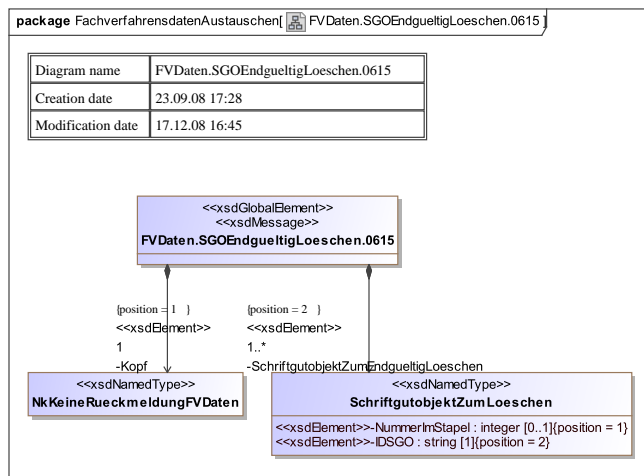 package FachverfahrensdatenAustauschen[ FVDaten.SGOEndgueltigLoeschen.0615 ]
Diagram name FVDaten.SGOEndgueltigLoeschen.0615
Creation date 23.09.08 17:28
Modification date 17.12.08 16:45
<<xsdGlobalElement>>
<<xsdMessage>>
FVDaten.SGOEndgueltigLoeschen.0615
{position = 1 } {position = 2 }
<<xsdElement>> <<xsdElement>>
1 1..*
-Kopf -SchriftgutobjektZumEndgueltigLoeschen
<<xsdNamedType>>
NkKeineRueckmeldungFVDaten
<<xsdNamedType>>
SchriftgutobjektZumLoeschen
<<xsdElement>>-NummerImStapel : integer [0..1]{position = 1}
<<xsdElement>>-IDSGO : string [1]{position = 2}